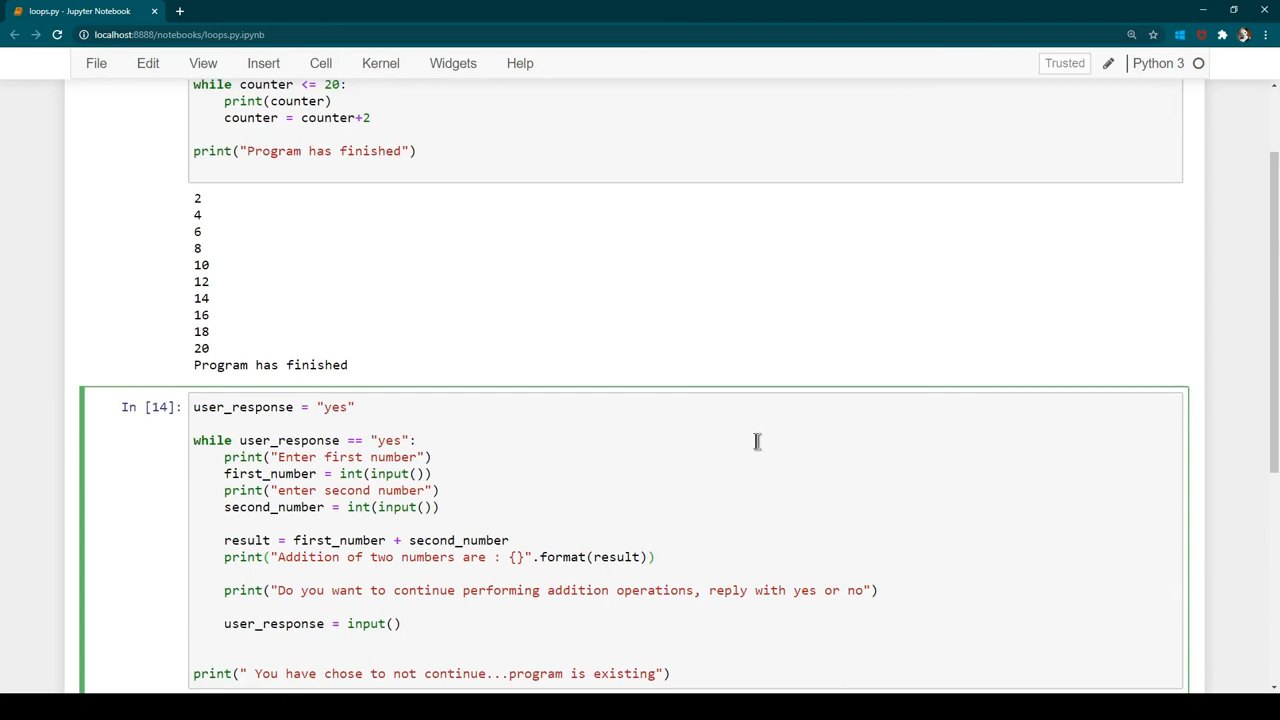 loops.py - Jupyter Notebook
localhost:8888/notebooks/loops.py.ipynb
File Edit View Insert Cell Kernel Widgets Help Trusted Python 3
while counter <= 20:
    print(counter)
    counter = counter+2
print("Program has finished")
2
4
6
8
10
12
14
16
18
20
Program has finished
In [14]: user_response = "yes"
while user_response == "yes":
    print("Enter first number")
    first_number = int(input())
    print("enter second number")
    second_number = int(input())
    result = first_number + second_number
    print("Addition of two numbers are : {}".format(result))
    print("Do you want to continue performing addition operations, reply with yes or no")
    user_response = input()
print(" You have chose to not continue...program is existing")